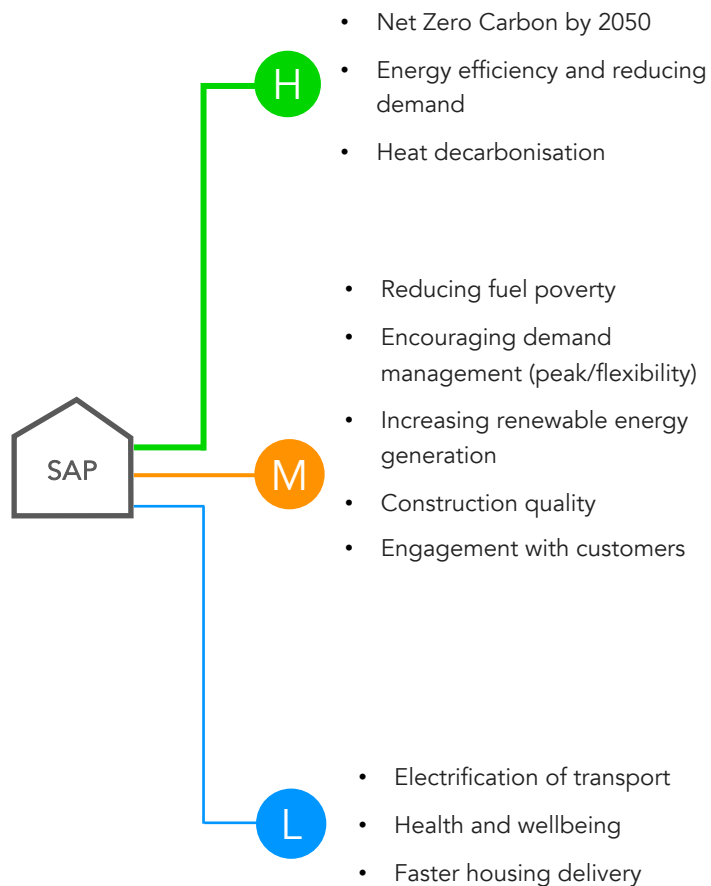 • Net Zero Carbon by 2050
• Energy efficiency and reducing
demand
• Heat decarbonisation
H
• Reducing fuel poverty
• Encouraging demand
management (peak/flexibility)
• Increasing renewable energy
generation
• Construction quality
• Engagement with customers
SAP
M
• Electrification of transport
• Health and wellbeing
• Faster housing delivery
L